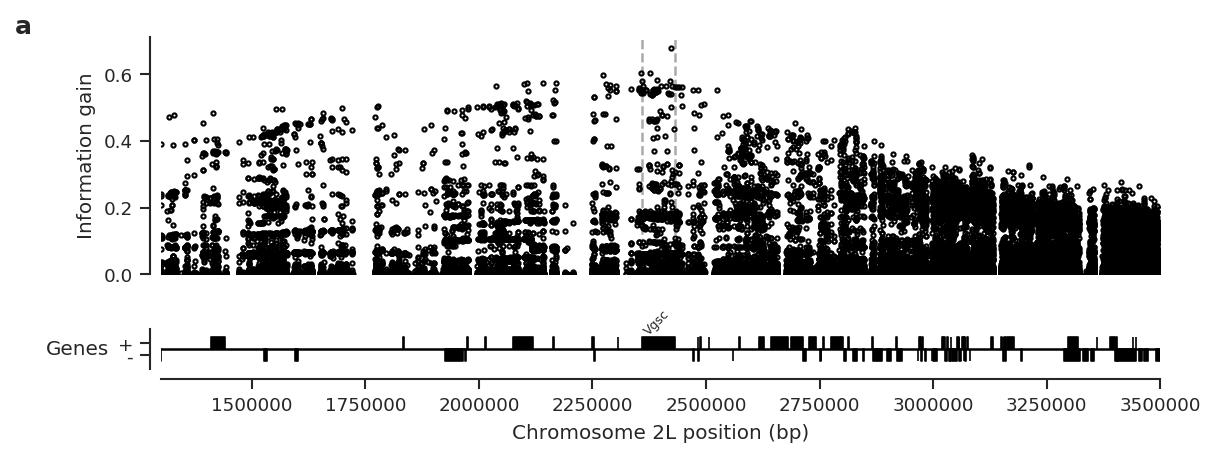 a
Information gain
0.6
0.4
0.2
0.0
Vgsc
Genes
+
-
1500000 1750000 2000000 2250000 2500000 2750000 3000000 3250000 3500000
Chromosome 2L position (bp)